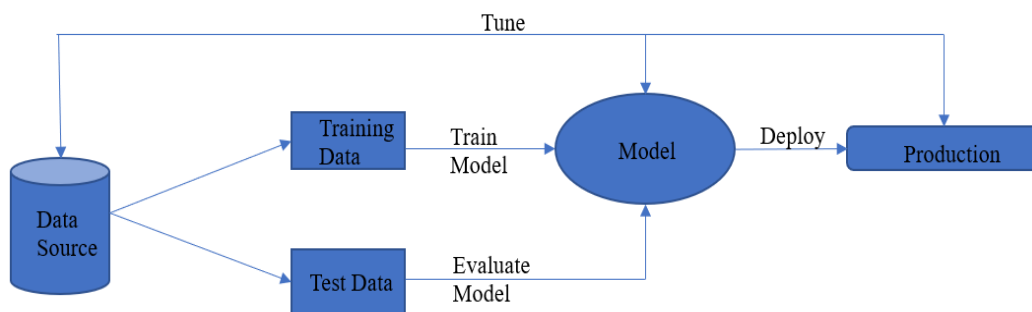 Tune
Training
Data
Train
Model
Model
Deploy
Production
Data
Source
Test Data
Evaluate
Model